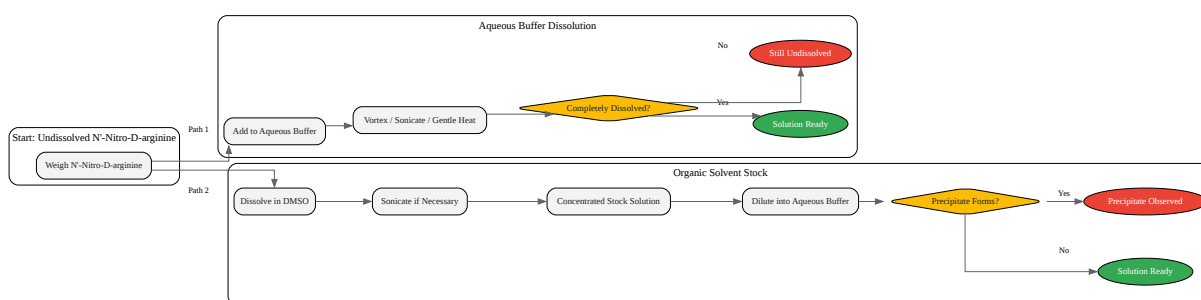 Aqueous Buffer Dissolution
No
Still Undissolved
Completely Dissolved?
Yes
Vortex / Sonicate / Gentle Heat
Solution Ready
Path 1
Add to Aqueous Buffer
Start: Undissolved N'-Nitro-D-arginine
Weigh N'-Nitro-D-arginine
Organic Solvent Stock
Path 2
Dissolve in DMSO
Sonicate if Necessary
Concentrated Stock Solution
Dilute into Aqueous Buffer
Precipitate Forms?
Yes
Precipitate Observed
No
Solution Ready